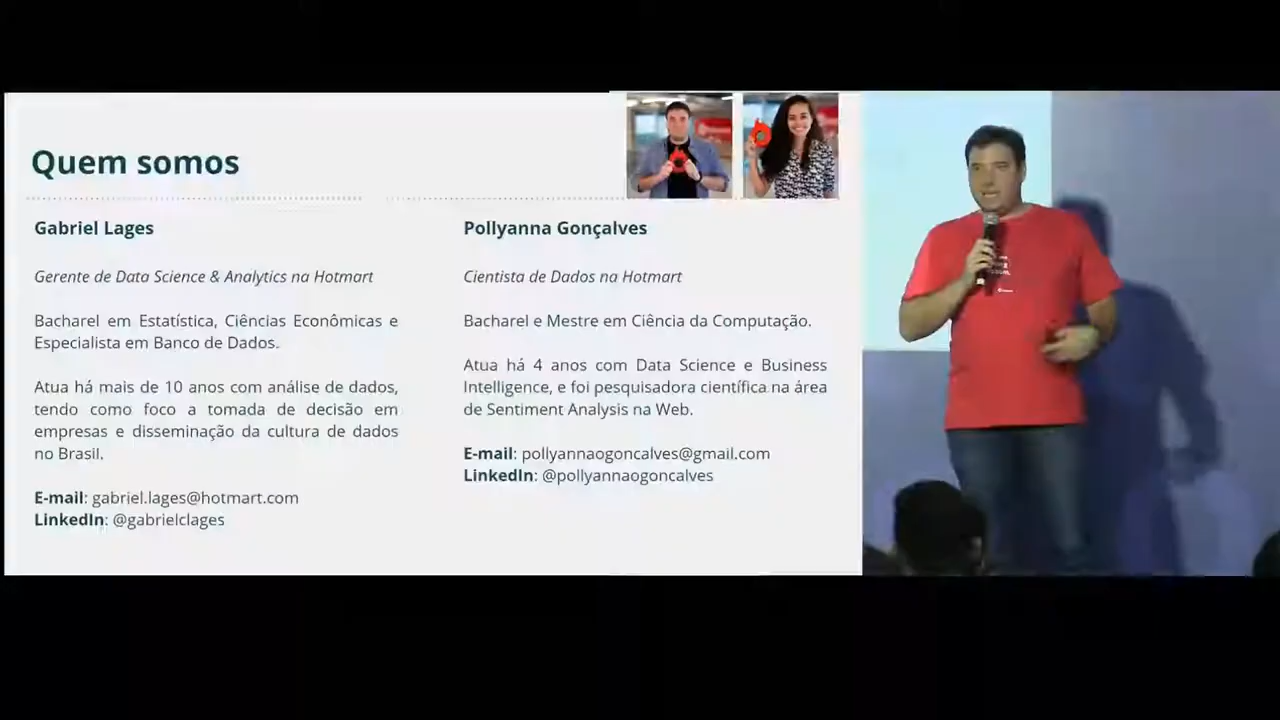 Quem somos
Gabriel Lages
Gerente de Data Science & Analytics na Hotmart
Bacharel em Estatística, Ciências Econômicas e
Especialista em Banco de Dados.
Atua há mais de 10 anos com análise de dados,
tendo como foco a tomada de decisão em
empresas e disseminação da cultura de dados
no Brasil.
E-mail: gabriel.lages@hotmart.com
LinkedIn: @gabrielclages
Pollyanna Gonçalves
Cientista de Dados na Hotmart
Bacharel e Mestre em Ciência da Computação.
Atua há 4 anos com Data Science e Business
Intelligence, e foi pesquisadora científica na área
de Sentiment Analysis na Web.
E-mail: pollyannaogoncalves@gmail.com
LinkedIn: @pollyannaogoncalves